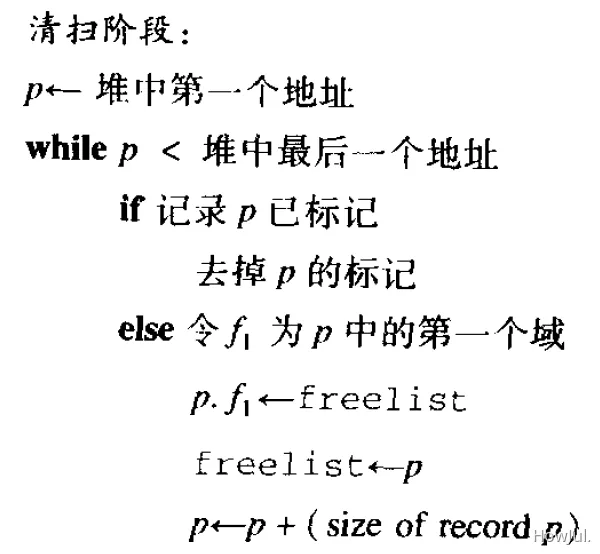 清扫阶段：
p← 堆中第一个地址
while p < 堆中最后一个地址
if 记录 p 已标记
去掉 p 的标记
else 令 f₁ 为 p 中的第一个域
p.f₁←freelist
freelist←p
p←p + (size of record p)
Howlul.